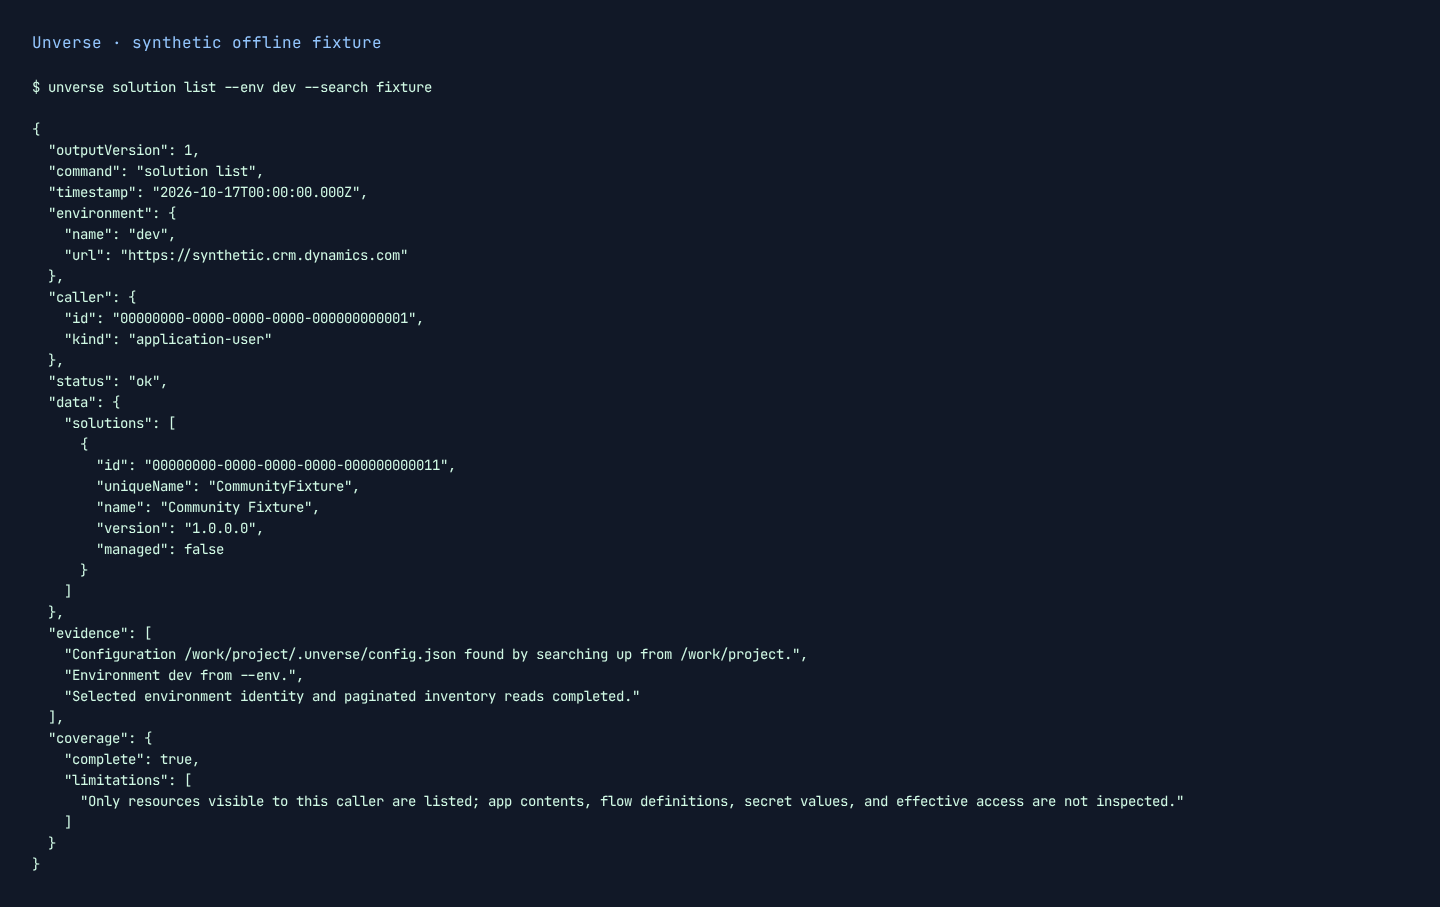 Unverse · synthetic offline fixture
$ unverse solution list --env dev --search fixture
{
  "outputVersion": 1,
  "command": "solution list",
  "timestamp": "2026-10-17T00:00:00.000Z",
  "environment": {
    "name": "dev",
    "url": "https://synthetic.crm.dynamics.com"
  },
  "caller": {
    "id": "00000000-0000-0000-0000-000000000001",
    "kind": "application-user"
  },
  "status": "ok",
  "data": {
    "solutions": [
      {
        "id": "00000000-0000-0000-0000-000000000011",
        "uniqueName": "CommunityFixture",
        "name": "Community Fixture",
        "version": "1.0.0.0",
        "managed": false
      }
    ]
  },
  "evidence": [
    "Configuration /work/project/.unverse/config.json found by searching up from /work/project.",
    "Environment dev from --env.",
    "Selected environment identity and paginated inventory reads completed."
  ],
  "coverage": {
    "complete": true,
    "limitations": [
      "Only resources visible to this caller are listed; app contents, flow definitions, secret values, and effective access are not inspected."
    ]
  }
}